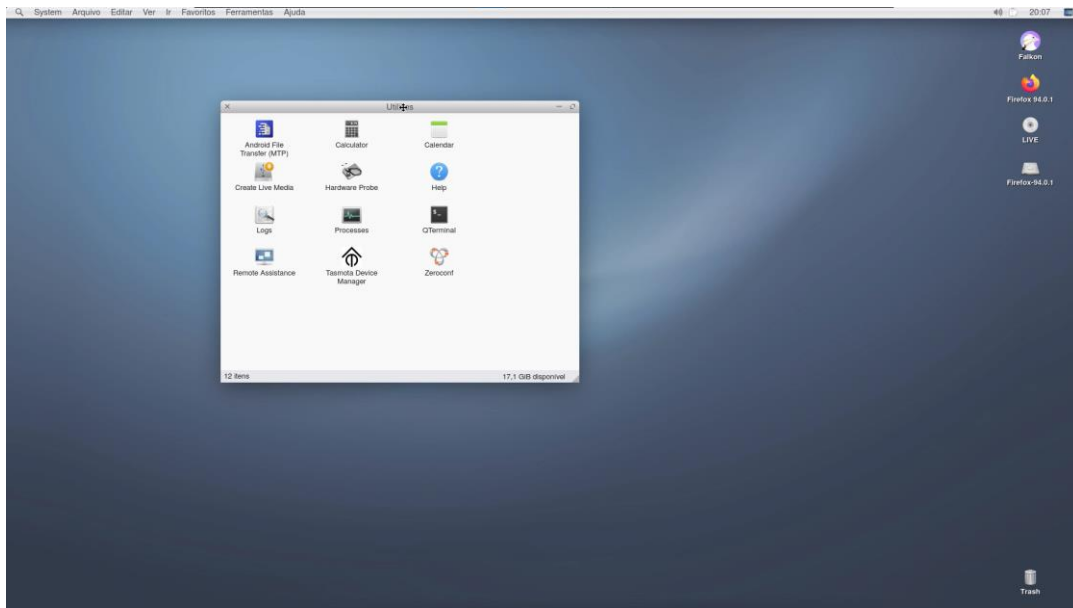 System Arquivo Editar Ver Ir Favoritos Ferramentas Ajuda 20:07
Falkon
Firefox 94.0.1
LIVE
Firefox-94.0.1
Utilities
Android File
Transfer (MTP)
Calculator
Calendar
Create Live Media
Hardware Probe
Help
Logs
Processes
QTerminal
Remote Assistance
Tasmota Device
Manager
Zeroconf
12 itens
17,1 GiB disponível
Trash